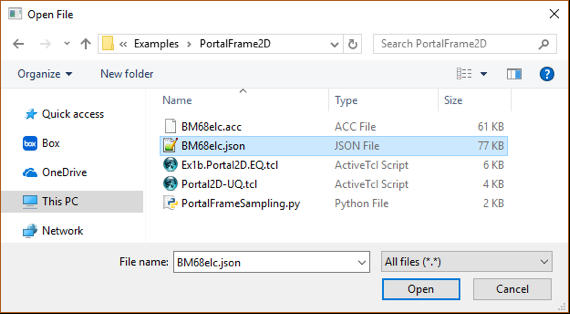 Open File
« Examples > PortalFrame2D
Search PortalFrame2D
Organize
New folder
?
Name Type Size
Quick access
box Box
OneDrive
This PC
Network
BM68elc.acc ACC File 61 KB
BM68elc.json JSON File 77 KB
Ex1b.Portal2D.EQ.tcl ActiveTcl Script 6 KB
Portal2D-UQ.tcl ActiveTcl Script 4 KB
PortalFrameSampling.py Python File 2 KB
File name: BM68elc.json All files (*.*)
Open Cancel